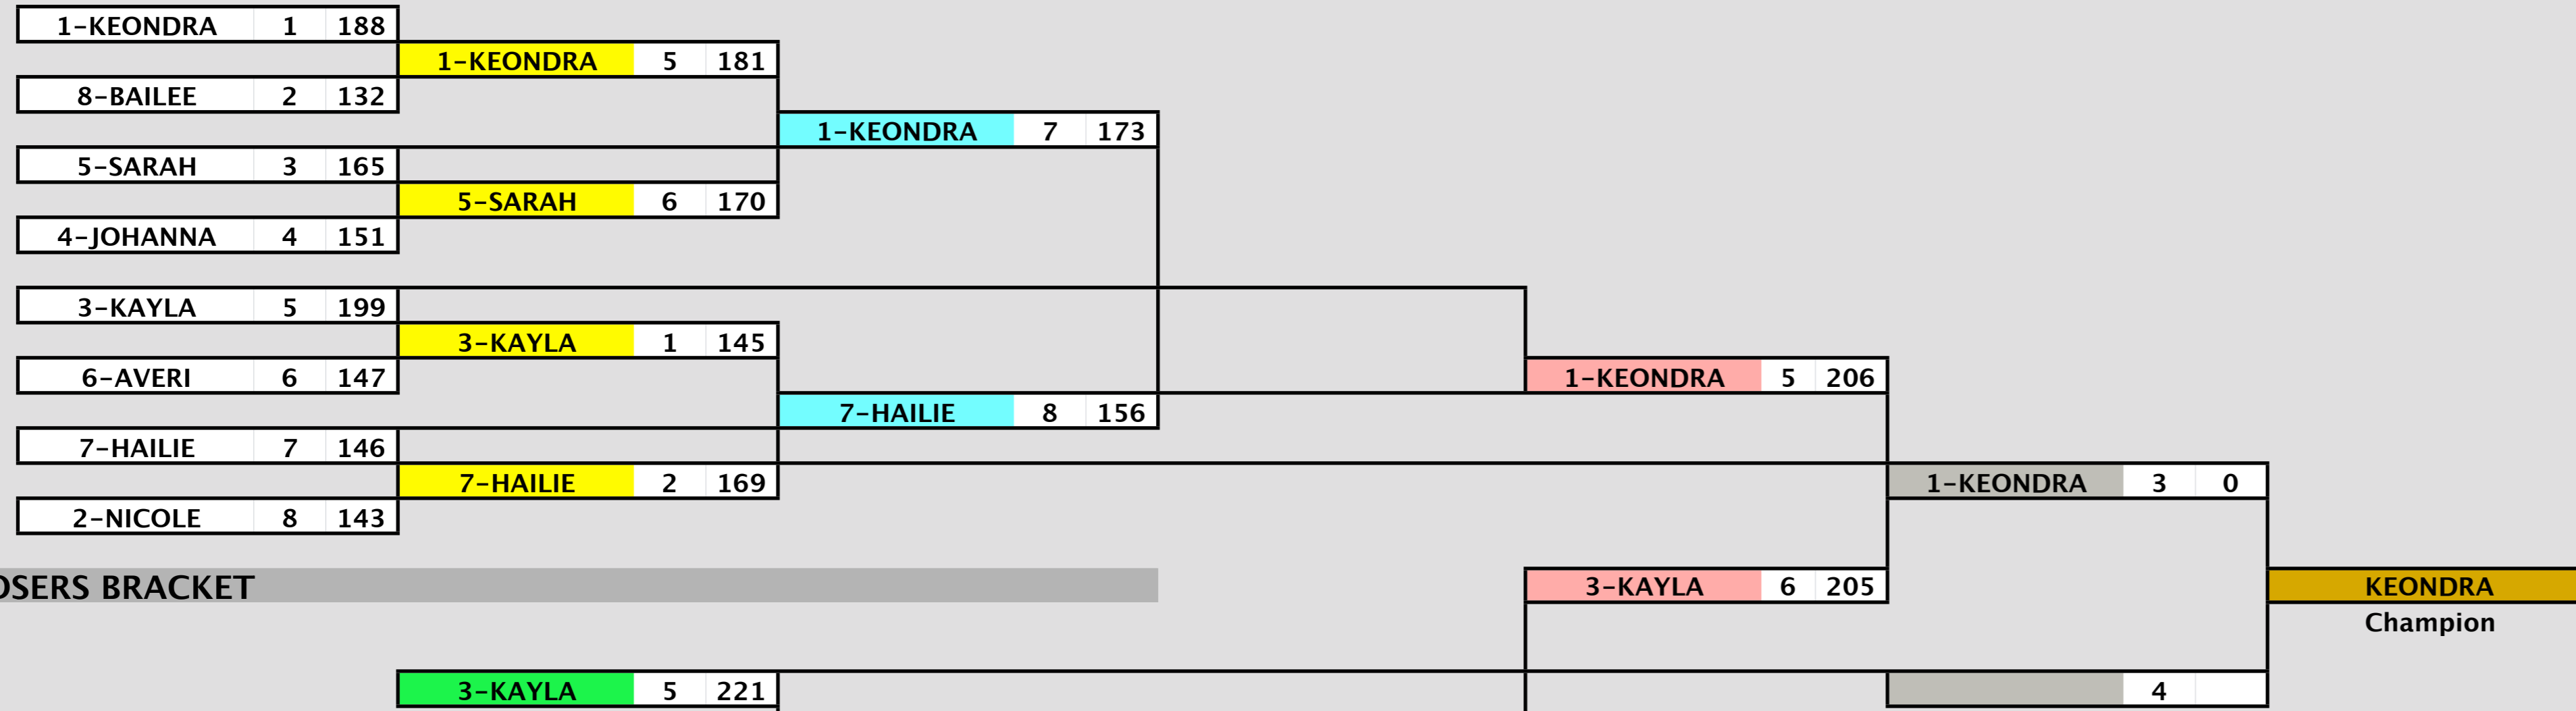 1-KEONDRA 1 188
1-KEONDRA 5 181
8-BAILEE 2 132
1-KEONDRA 7 173
5-SARAH 3 165
5-SARAH 6 170
4-JOHANNA 4 151
3-KAYLA 5 199
3-KAYLA 1 145
6-AVERI 6 147
1-KEONDRA 5 206
7-HAILIE 8 156
7-HAILIE 7 146
7-HAILIE 2 169
1-KEONDRA 3 0
2-NICOLE 8 143
OSERS BRACKET
3-KAYLA 6 205
KEONDRA
Champion
3-KAYLA 5 221
4